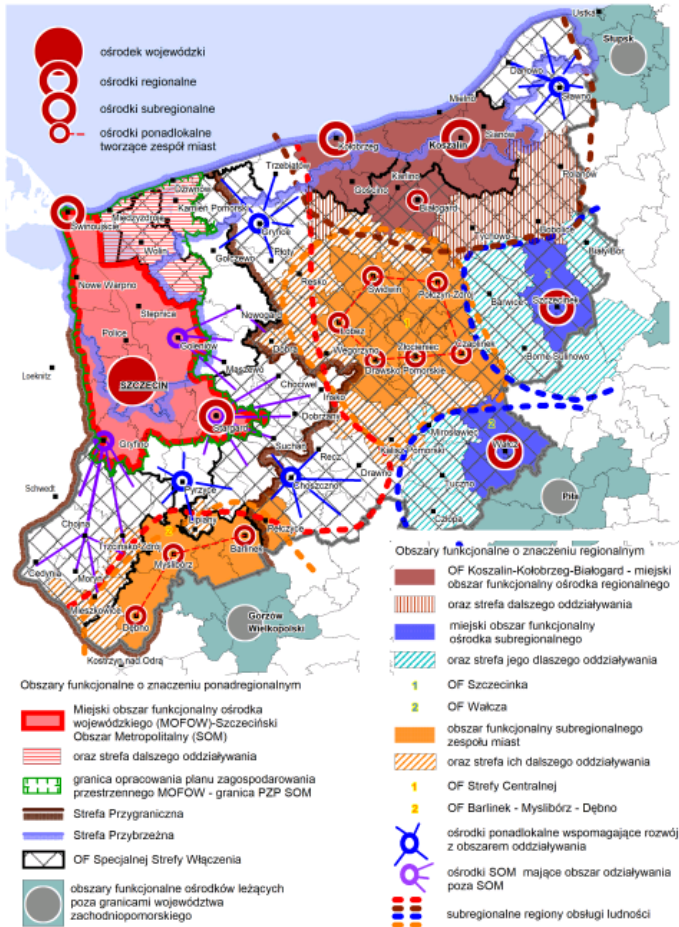 ośrodek wojewódzki
ośrodki regionalne
ośrodki subregionalne
ośrodki ponadlokalne
tworzące zespół miast
Ustka
Słupsk
Darłowo
Sławno
Mielno
Sianów
Kołobrzeg
Koszalin
Trzebiatów
Karlino
Gościno
Polanów
Dziwnów
Kamień Pomorski
Białogard
Międzyzdroje
Świnoujście
Gryfice
Tychowo
Bobolice
Wolin
Golczewo
Płoty
Biały Bór
Resko
Świdwin
1
Nowe Warpno
Połczyn-Zdrój
Barwice
Szczecinek
Stepnica
Nowogard
1
Łobez
Police
Goleniów
Dobra
Węgorzyno
Złocieniec
Czaplinek
Borne Sulinowo
Maszewo
Drawsko
Pomorskie
Loeknitz
SZCZECIN
Chociwel
Ińsko
Dobrzany
Stargard
Mirosławiec
2
Gryfino
Suchań
Kalisz Pomorski
Wałcz
Recz
Drawno
Schwedt
Pyrzyce
Choszczno
Tuczno
Piła
Człopa
Chojna
Lipiany
Pełczyce
Trzcińsko-Zdrój
2
Barlinek
Cedynia
Moryń
Myślibórz
Mieszkowice
Dębno
Gorzów
Wielkopolski
Kostrzyn nad Odrą
Obszary funkcjonalne o znaczeniu regionalnym
OF Koszalin-Kołobrzeg-Białogard - miejski
obszar funkcjonalny ośrodka regionalnego
oraz strefa dalszego oddziaływania
miejski obszar funkcjonalny
ośrodka subregionalnego
oraz strefa jego dlaszego oddziaływania
1 OF Szczecinka
2 OF Wałcza
obszar funkcjonalny subregionalnego
zespołu miast
oraz strefa ich dalszego oddziaływania
1 OF Strefy Centralnej
2 OF Barlinek - Myslibórz - Dębno
ośrodki ponadlokalne wspomagające rozwój
z obszarem oddziaływania
ośrodki SOM mające obszar odziaływania
poza SOM
subregionalne regiony obsługi ludności
Obszary funkcjonalne o znaczeniu ponadregionalnym
Miejski obszar funkcjonalny ośrodka
wojewódzkiego (MOFOW)-Szczeciński
Obszar Metropolitalny (SOM)
oraz strefa dalszego oddziaływania
granica opracowania planu zagospodarowania
przestrzennego MOFOW - granica PZP SOM
Strefa Przygraniczna
Strefa Przybrzeżna
OF Specjalnej Strefy Włączenia
obszary funkcjonalne ośrodków leżących
poza granicami województwa
zachodniopomorskiego